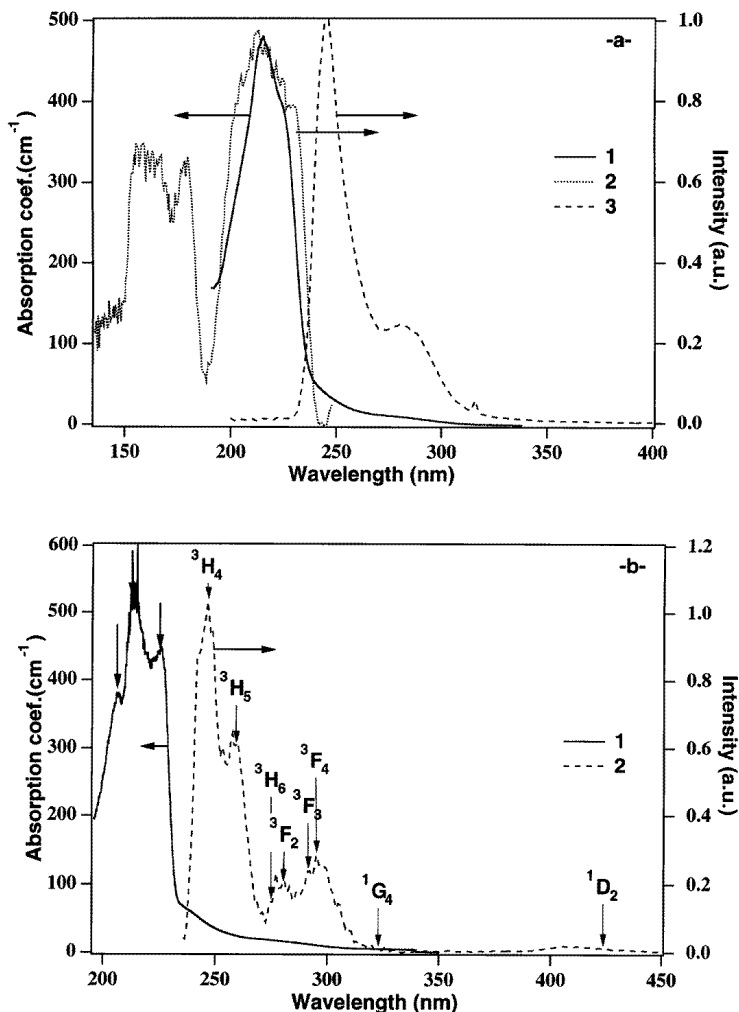 -a-
500
400
300
200
100
0
Absorption coef.(cm⁻¹)
1.0
0.8
0.6
0.4
0.2
0.0
Intensity (a.u.)
1
2
3
150 200 250 300 350 400
Wavelength (nm)
-b-
600
500
400
300
200
100
0
Absorption coef.(cm⁻¹)
1.2
1.0
0.8
0.6
0.4
0.2
0.0
Intensity (a.u.)
³H₄
³H₅
³H₆
³F₂
³F₃
³F₄
¹G₄
¹D₂
1
2
200 250 300 350 400 450
Wavelength (nm)